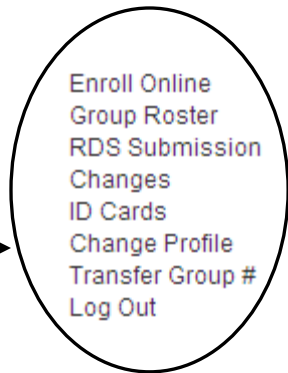 Enroll Online
Group Roster
RDS Submission
Changes
ID Cards
Change Profile
Transfer Group #
Log Out